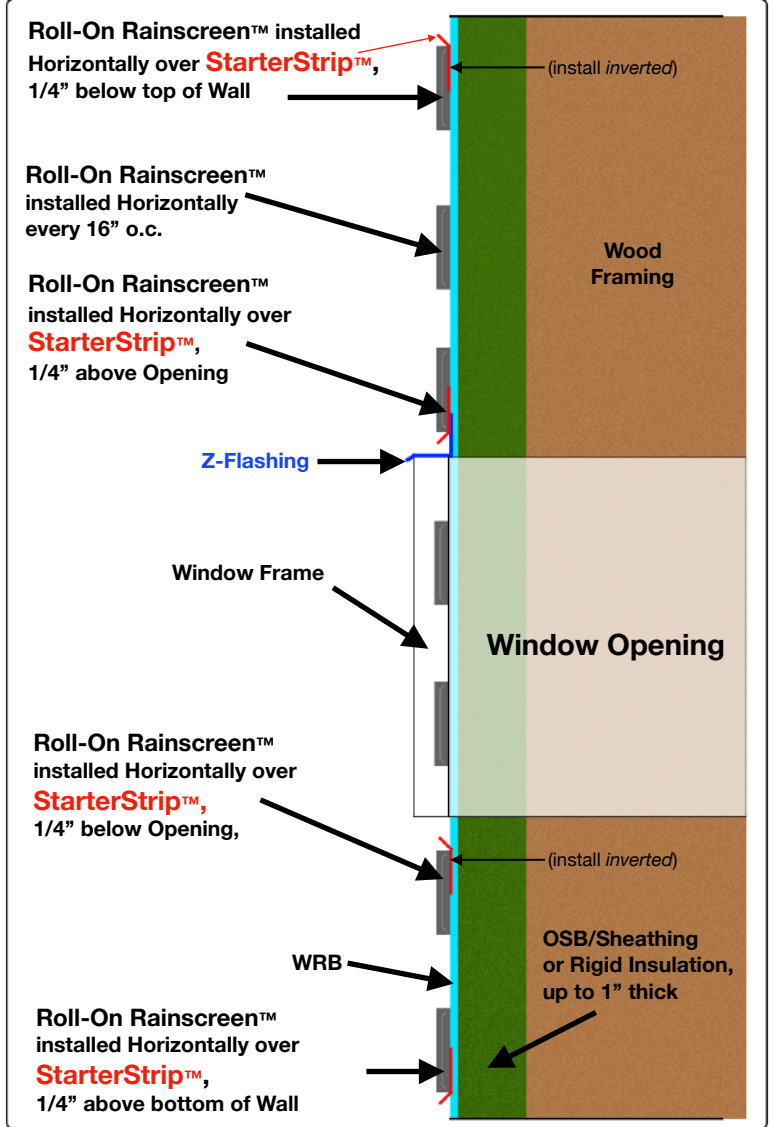 Roll-On Rainscreen™ installed
Horizontally over StarterStrip™,
1/4” below top of Wall
(install inverted)
Roll-On Rainscreen™
installed Horizontally
every 16” o.c.
Wood
Framing
Roll-On Rainscreen™
installed Horizontally over
StarterStrip™,
1/4” above Opening
Z-Flashing
Window Frame
Window Opening
Roll-On Rainscreen™
installed Horizontally over
StarterStrip™,
1/4” below Opening,
(install inverted)
OSB/Sheathing
or Rigid Insulation,
up to 1” thick
WRB
Roll-On Rainscreen™
installed Horizontally over
StarterStrip™,
1/4” above bottom of Wall